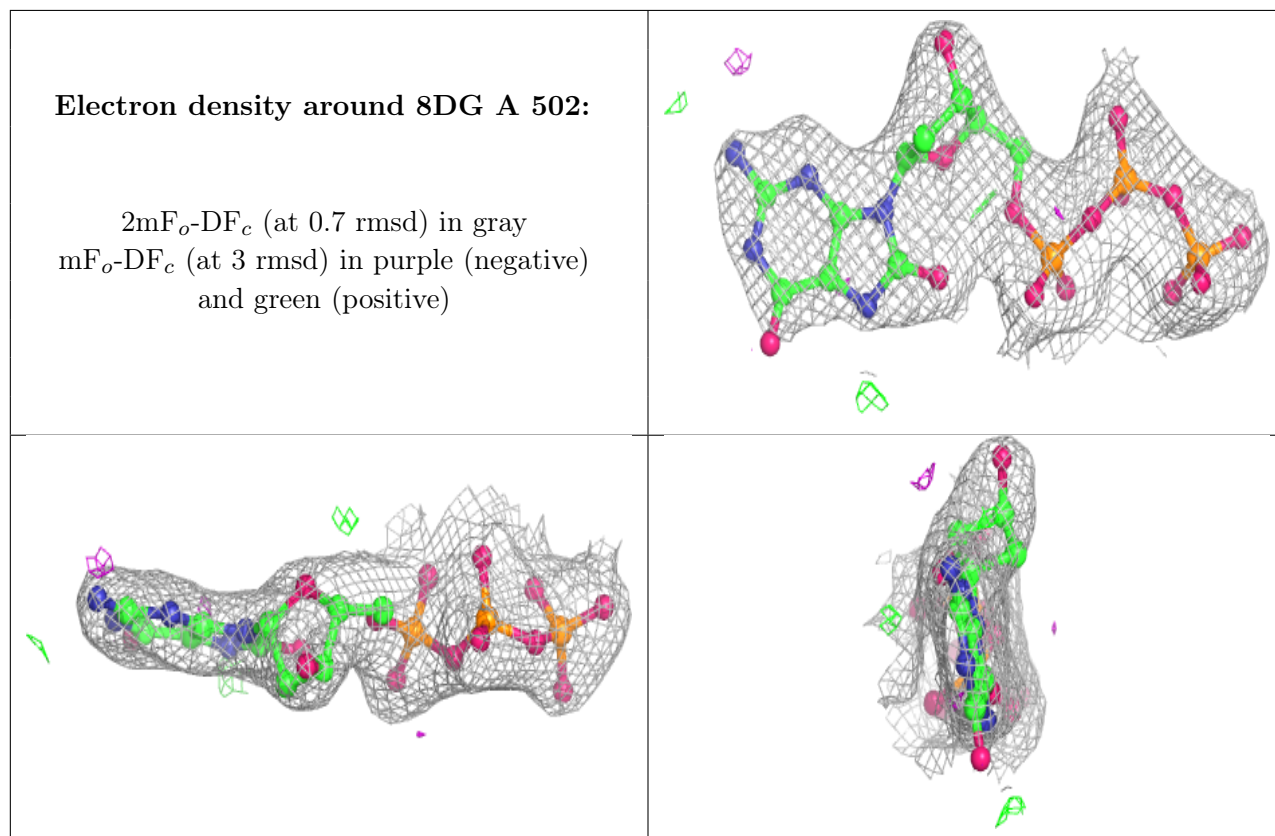 Electron density around 8DG A 502:
2mFo-DFc (at 0.7 rmsd) in gray
mFo-DFc (at 3 rmsd) in purple (negative)
and green (positive)